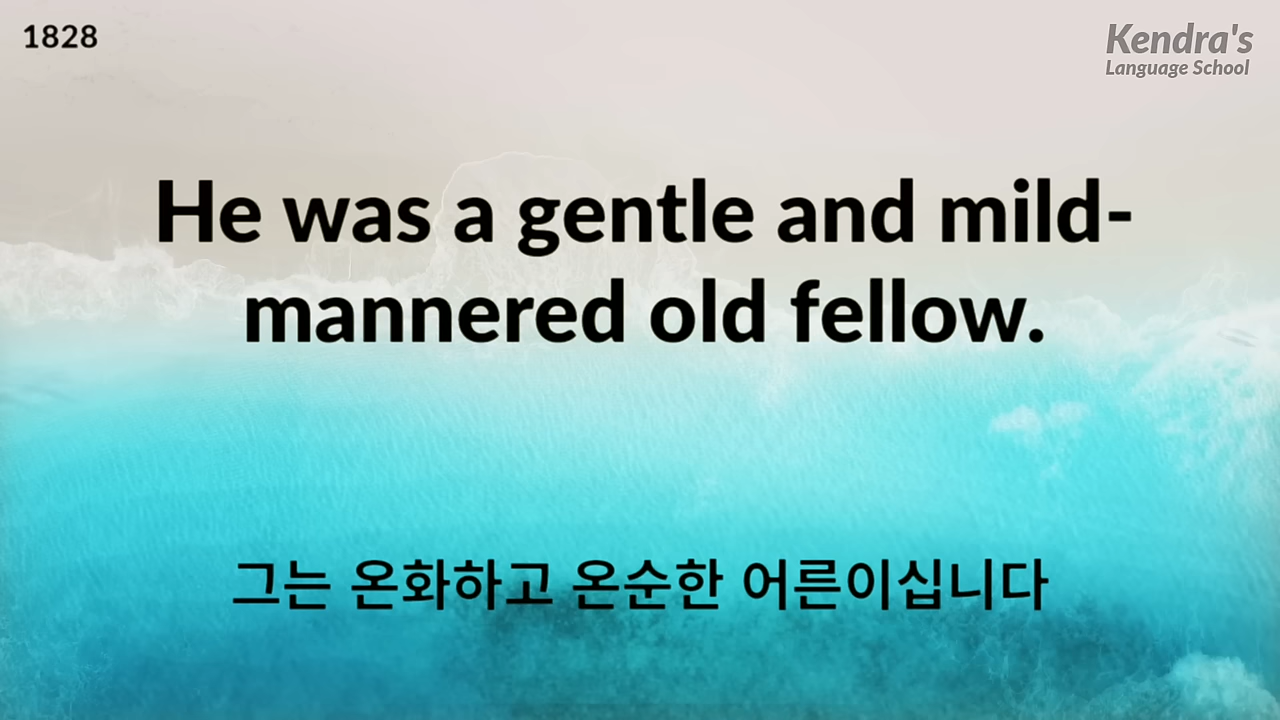 1828
Kendra's
Language School
He was a gentle and mild-
mannered old fellow.
그는 온화하고 온순한 어른이십니다